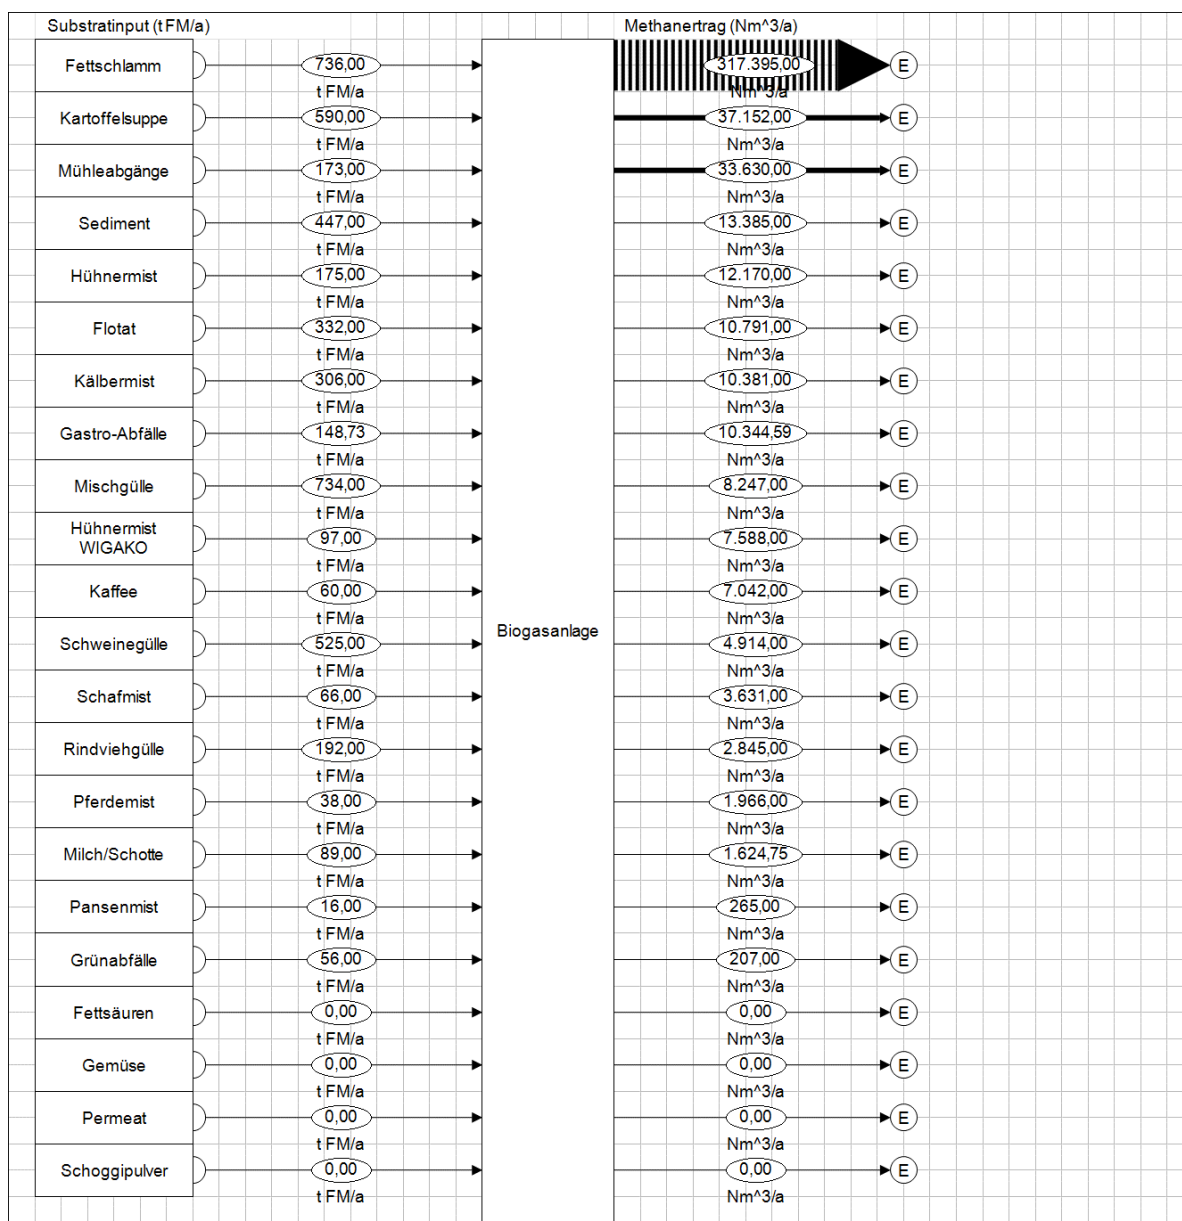 Substratinput (t FM/a) Methanertrag (Nm^3/a)
Fettschlamm 736,00 317.395,00 E
t FM/a Nm^3/a
Kartoffelsuppe 590,00 37.152,00 E
t FM/a Nm^3/a
Mühleabgänge 173,00 33.630,00 E
t FM/a Nm^3/a
Sediment 447,00 13.385,00 E
t FM/a Nm^3/a
Hühnermist 175,00 12.170,00 E
t FM/a Nm^3/a
Flotat 332,00 10.791,00 E
t FM/a Nm^3/a
Kälbermist 306,00 10.381,00 E
t FM/a Nm^3/a
Gastro-Abfälle 148,73 10.344,59 E
t FM/a Nm^3/a
Mischgülle 734,00 8.247,00 E
t FM/a Nm^3/a
Hühnermist
WIGAKO 97,00 7.588,00 E
t FM/a Nm^3/a
Kaffee 60,00 7.042,00 E
t FM/a Nm^3/a
Biogasanlage
Schweinegülle 525,00 4.914,00 E
t FM/a Nm^3/a
Schafmist 66,00 3.631,00 E
t FM/a Nm^3/a
Rindviehgülle 192,00 2.845,00 E
t FM/a Nm^3/a
Pferdemist 38,00 1.966,00 E
t FM/a Nm^3/a
Milch/Schotte 89,00 1.624,75 E
t FM/a Nm^3/a
Pansenmist 16,00 265,00 E
t FM/a Nm^3/a
Grünabfälle 56,00 207,00 E
t FM/a Nm^3/a
Fettsäuren 0,00 0,00 E
t FM/a Nm^3/a
Gemüse 0,00 0,00 E
t FM/a Nm^3/a
Permeat 0,00 0,00 E
t FM/a Nm^3/a
Schoggipulver 0,00 0,00 E
t FM/a Nm^3/a